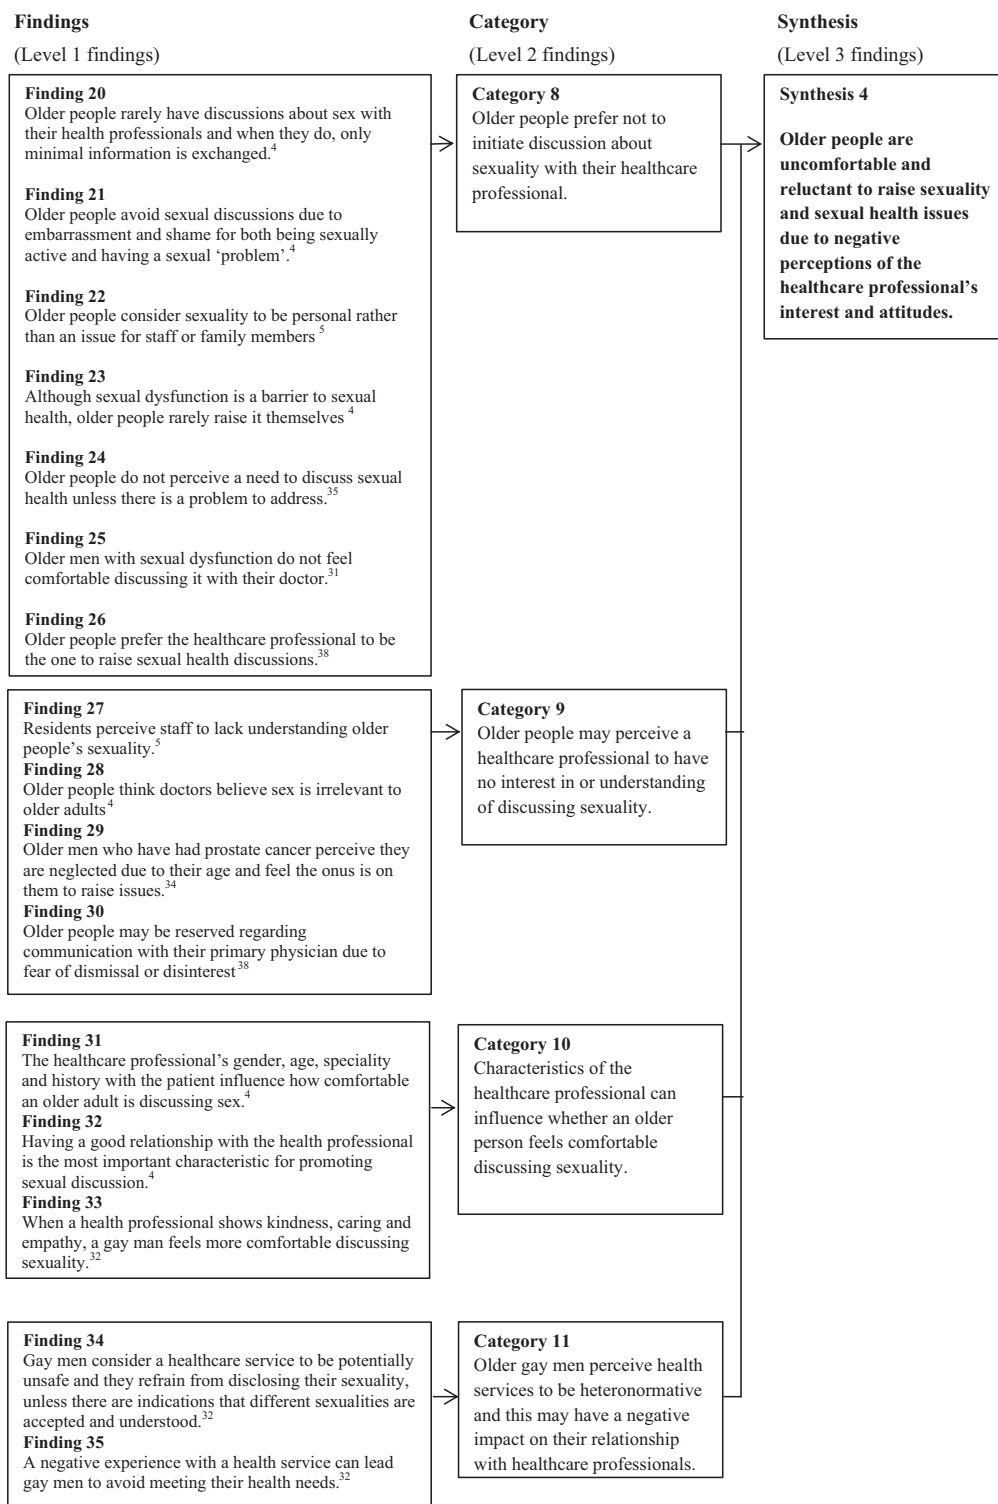 Findings
(Level 1 findings)
Category
(Level 2 findings)
Synthesis
(Level 3 findings)
Finding 20
Older people rarely have discussions about sex with
their health professionals and when they do, only
minimal information is exchanged.4
Finding 21
Older people avoid sexual discussions due to
embarrassment and shame for both being sexually
active and having a sexual ‘problem’.4
Finding 22
Older people consider sexuality to be personal rather
than an issue for staff or family members 5
Finding 23
Although sexual dysfunction is a barrier to sexual
health, older people rarely raise it themselves 4
Finding 24
Older people do not perceive a need to discuss sexual
health unless there is a problem to address.35
Finding 25
Older men with sexual dysfunction do not feel
comfortable discussing it with their doctor.31
Finding 26
Older people prefer the healthcare professional to be
the one to raise sexual health discussions.38
Category 8
Older people prefer not to
initiate discussion about
sexuality with their healthcare
professional.
Synthesis 4
Older people are
uncomfortable and
reluctant to raise sexuality
and sexual health issues
due to negative
perceptions of the
healthcare professional’s
interest and attitudes.
Finding 27
Residents perceive staff to lack understanding older
people’s sexuality.5
Finding 28
Older people think doctors believe sex is irrelevant to
older adults4
Finding 29
Older men who have had prostate cancer perceive they
are neglected due to their age and feel the onus is on
them to raise issues.34
Finding 30
Older people may be reserved regarding
communication with their primary physician due to
fear of dismissal or disinterest38
Category 9
Older people may perceive a
healthcare professional to have
no interest in or understanding
of discussing sexuality.
Finding 31
The healthcare professional’s gender, age, speciality
and history with the patient influence how comfortable
an older adult is discussing sex.4
Finding 32
Having a good relationship with the health professional
is the most important characteristic for promoting
sexual discussion.4
Finding 33
When a health professional shows kindness, caring and
empathy, a gay man feels more comfortable discussing
sexuality.32
Category 10
Characteristics of the
healthcare professional can
influence whether an older
person feels comfortable
discussing sexuality.
Finding 34
Gay men consider a healthcare service to be potentially
unsafe and they refrain from disclosing their sexuality,
unless there are indications that different sexualities are
accepted and understood.32
Finding 35
A negative experience with a health service can lead
gay men to avoid meeting their health needs.32
Category 11
Older gay men perceive health
services to be heteronormative
and this may have a negative
impact on their relationship
with healthcare professionals.